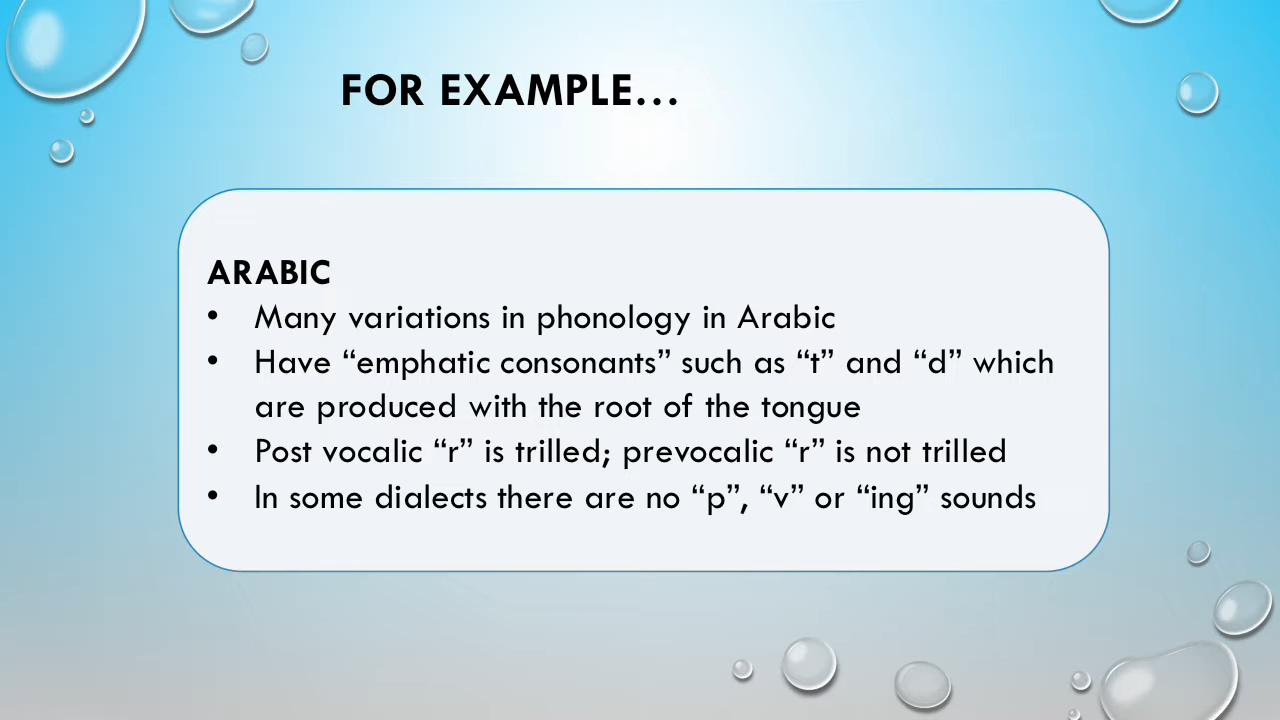 FOR EXAMPLE…
ARABIC
• Many variations in phonology in Arabic
• Have “emphatic consonants” such as “t” and “d” which
are produced with the root of the tongue
• Post vocalic “r” is trilled; prevocalic “r” is not trilled
• In some dialects there are no “p”, “v” or “ing” sounds